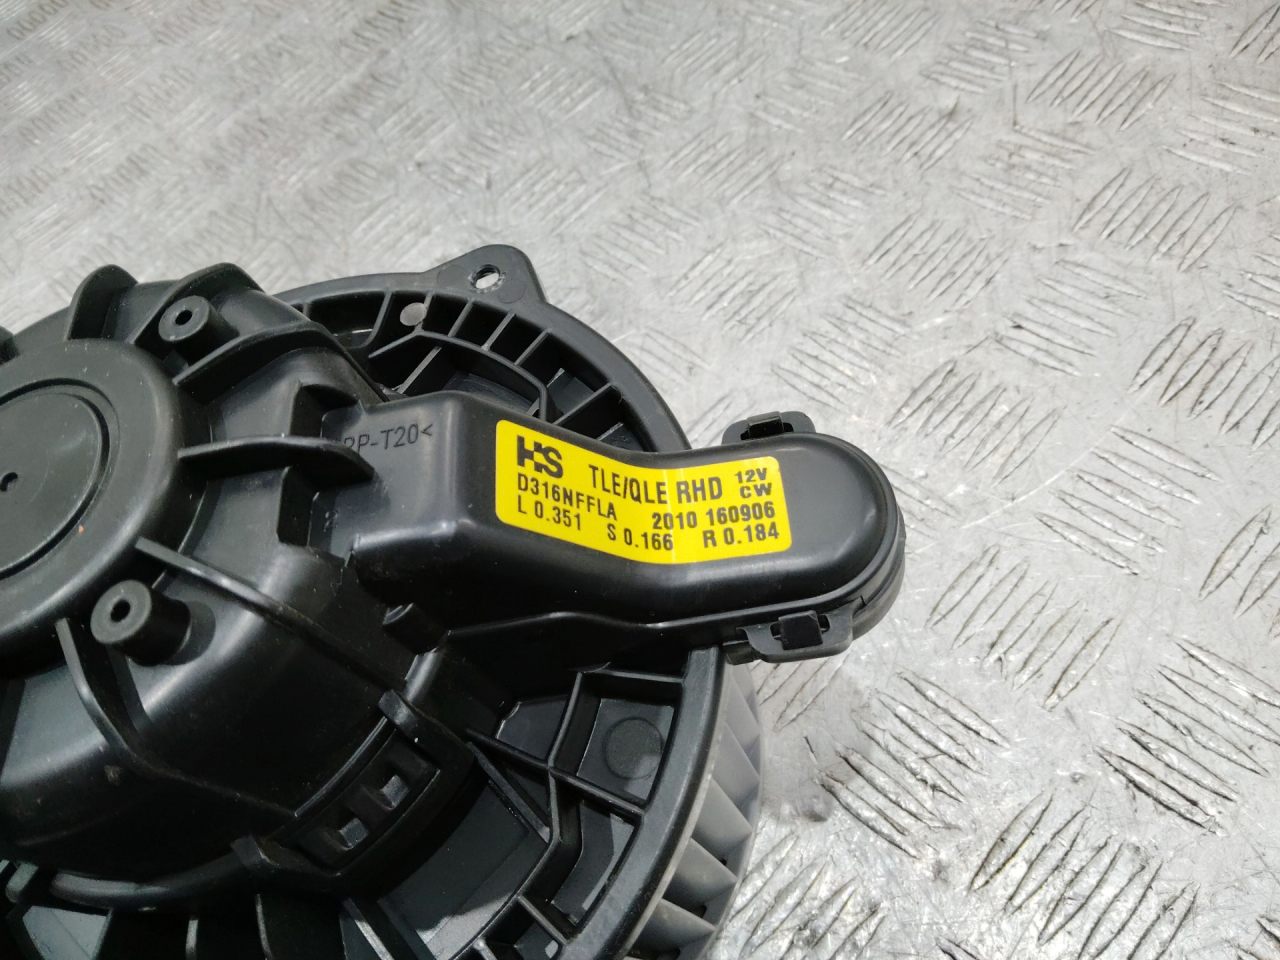 PP-T20<
HS TLE/QLE RHD 12V CW
D316NFFLA 2010 160906
L 0.351 S 0.166 R 0.184